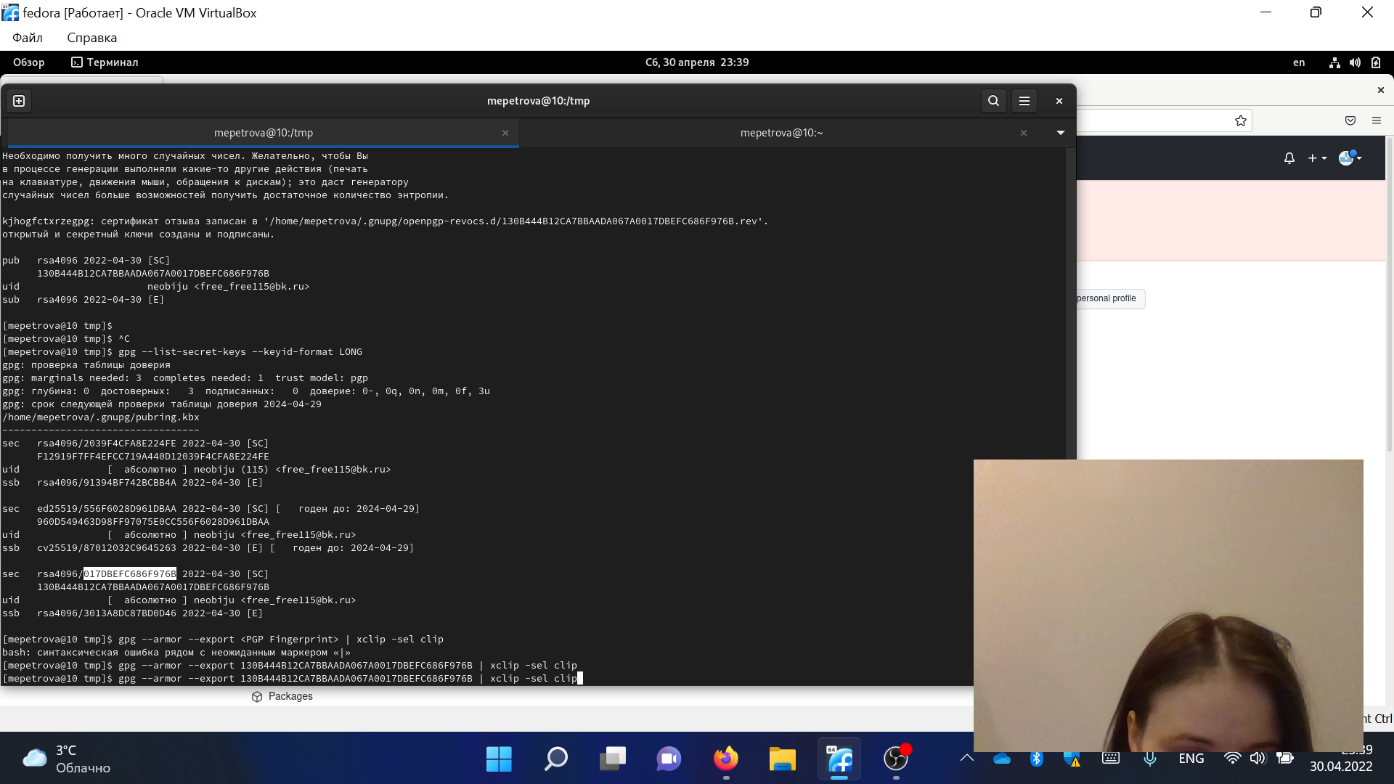 fedora [Работает] - Oracle VM VirtualBox
Файл Справка
Обзор Терминал Сб, 30 апреля 23:39 en
mepetrova@10:/tmp
mepetrova@10:/tmp mepetrova@10:~
Необходимо получить много случайных чисел. Желательно, чтобы Вы
в процессе генерации выполняли какие-то другие действия (печать
на клавиатуре, движения мыши, обращения к дискам); это даст генератору
случайных чисел больше возможностей получить достаточное количество энтропии.
kjhogfctxrzegpg: сертификат отзыва записан в '/home/mepetrova/.gnupg/openpgp-revocs.d/130B444B12CA7BBAADA067A0017DBEFC686F976B.rev'.
открытый и секретный ключи созданы и подписаны.
pub rsa4096 2022-04-30 [SC]
130B444B12CA7BBAADA067A0017DBEFC686F976B
uid neobiju <free_free115@bk.ru>
sub rsa4096 2022-04-30 [E]
[mepetrova@10 tmp]$
[mepetrova@10 tmp]$ ^C
[mepetrova@10 tmp]$ gpg --list-secret-keys --keyid-format LONG
gpg: проверка таблицы доверия
gpg: marginals needed: 3 completes needed: 1 trust model: pgp
gpg: глубина: 0 достоверных: 3 подписанных: 0 доверие: 0-, 0q, 0n, 0m, 0f, 3u
gpg: срок следующей проверки таблицы доверия 2024-04-29
/home/mepetrova/.gnupg/pubring.kbx
----------------------------------
sec rsa4096/2039F4CFA8E224FE 2022-04-30 [SC]
F12919F7FF4EFCC719A440D12039F4CFA8E224FE
uid [ абсолютно ] neobiju (115) <free_free115@bk.ru>
ssb rsa4096/91394BF742BCBB4A 2022-04-30 [E]
sec ed25519/556F6028D961DBAA 2022-04-30 [SC] [ годен до: 2024-04-29]
960D549463D98FF97075E0CC556F6028D961DBAA
uid [ абсолютно ] neobiju <free_free115@bk.ru>
ssb cv25519/87012032C9645263 2022-04-30 [E] [ годен до: 2024-04-29]
sec rsa4096/017DBEFC686F976B 2022-04-30 [SC]
130B444B12CA7BBAADA067A0017DBEFC686F976B
uid [ абсолютно ] neobiju <free_free115@bk.ru>
ssb rsa4096/3013A8DC87BD0D46 2022-04-30 [E]
[mepetrova@10 tmp]$ gpg --armor --export <PGP Fingerprint> | xclip -sel clip
bash: синтаксическая ошибка рядом с неожиданным маркером «|»
[mepetrova@10 tmp]$ gpg --armor --export 130B444B12CA7BBAADA067A0017DBEFC686F976B | xclip -sel clip
[mepetrova@10 tmp]$ gpg --armor --export 130B444B12CA7BBAADA067A0017DBEFC686F976B | xclip -sel clip
personal profile
Packages
Ctrl
3°C
Облачно
ENG
30.04.2022